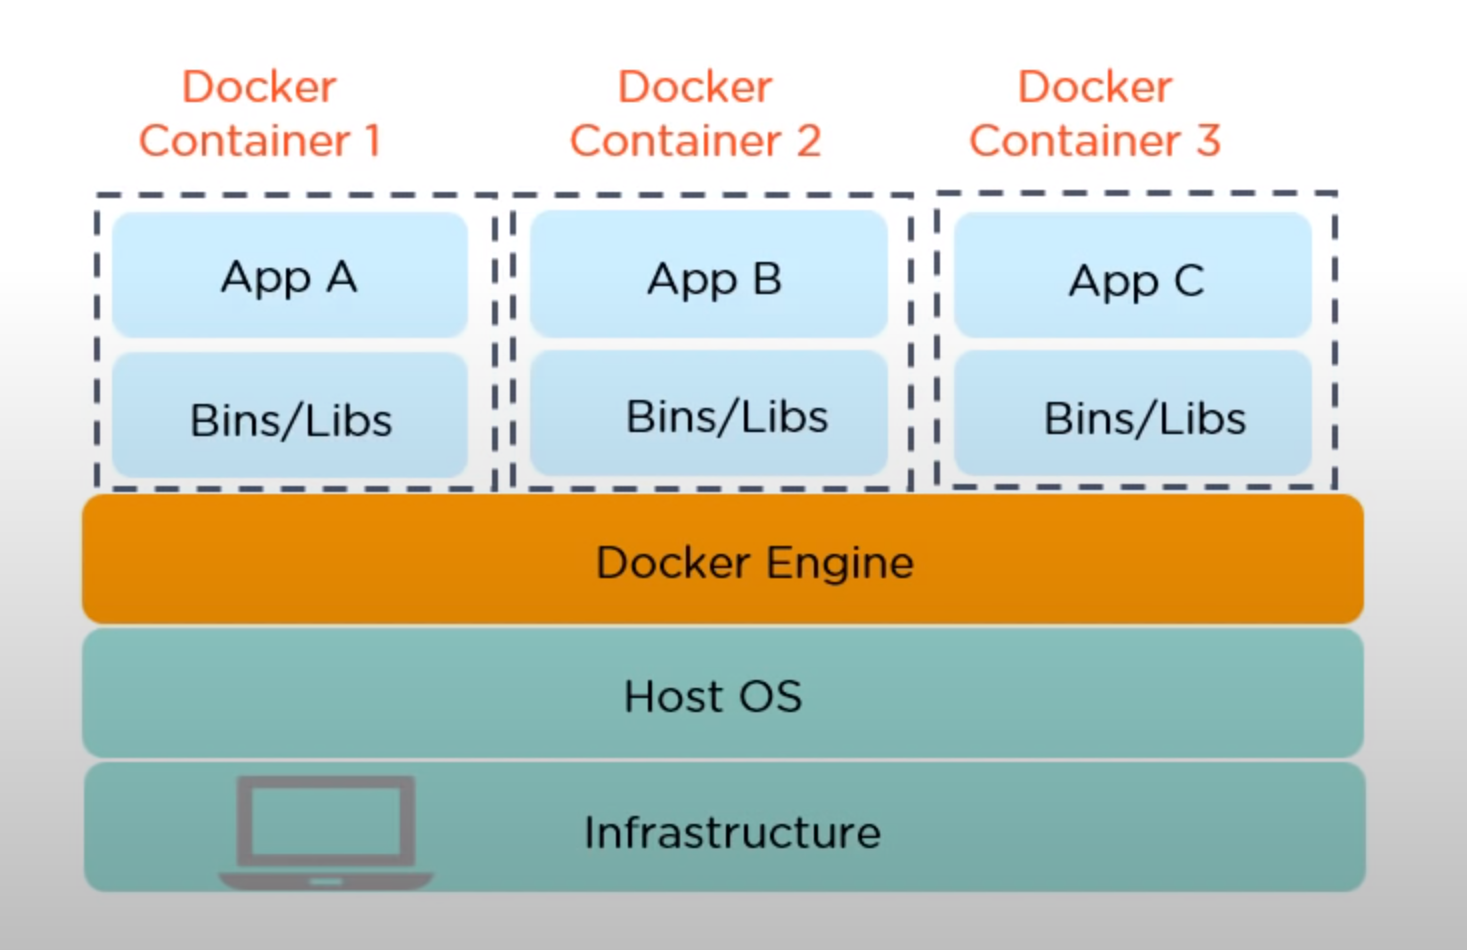 Docker
Container 1
Docker
Container 2
Docker
Container 3
App A
App B
App C
Bins/Libs
Bins/Libs
Bins/Libs
Docker Engine
Host OS
Infrastructure